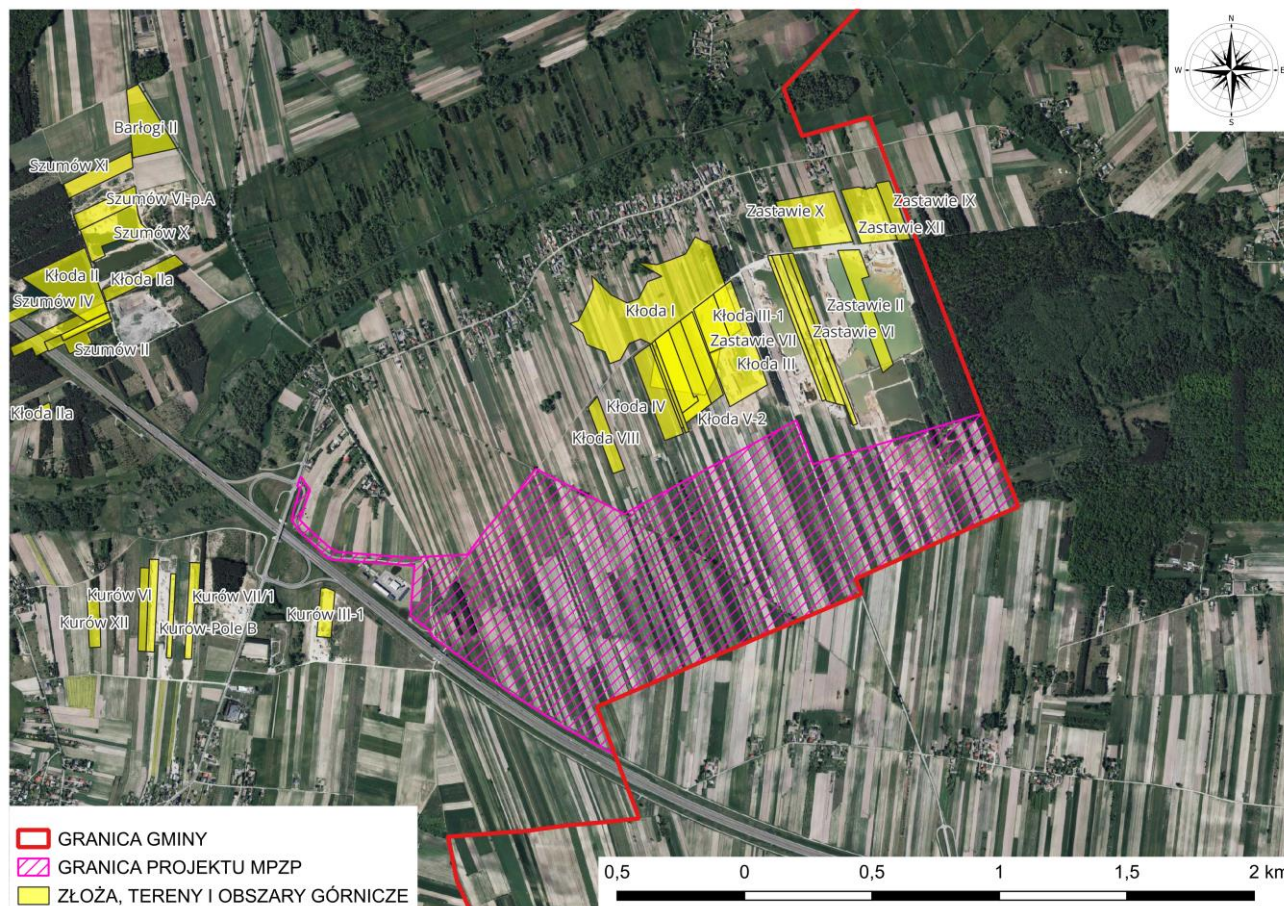 N
W
E
S
Barłogi II
Szumów XI
Szumów VI-p.A
Szumów X
Kłoda II
Kłoda IIa
Szumów IV
Szumów II
Kłoda IIa
Zastawie IX
Zastawie X
Zastawie XII
Kłoda I
Kłoda III-1
Zastawie II
Zastawie VII
Zastawie VI
Kłoda III
Kłoda IV
Kłoda V-2
Kłoda VIII
Kurów VI
Kurów VII/1
Kurów XII
Kurów-Pole B
Kurów III-1
GRANICA GMINY
GRANICA PROJEKTU MPZP
ZŁOŻA, TERENY I OBSZARY GÓRNICZE
0,5 0 0,5 1 1,5 2 km